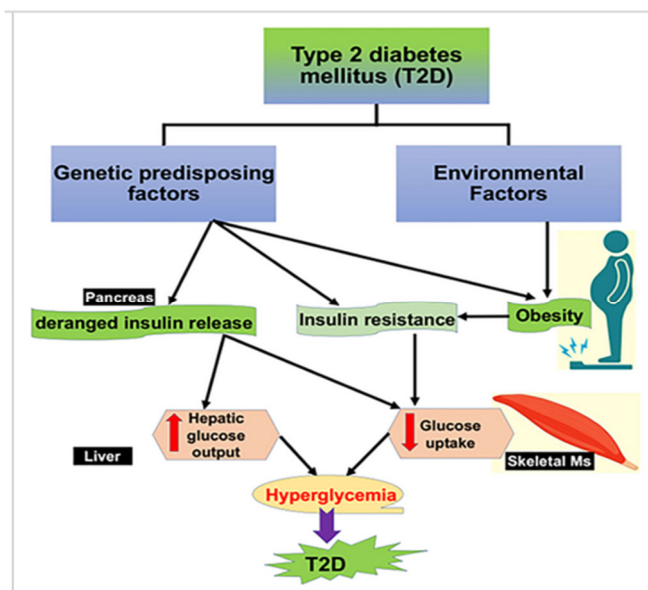 Type 2 diabetes
mellitus (T2D)
Genetic predisposing
factors
Environmental
Factors
Pancreas
deranged insulin release
Insulin resistance
Obesity
Hepatic
glucose
output
Glucose
uptake
Liver
Skeletal Ms
Hyperglycemia
T2D